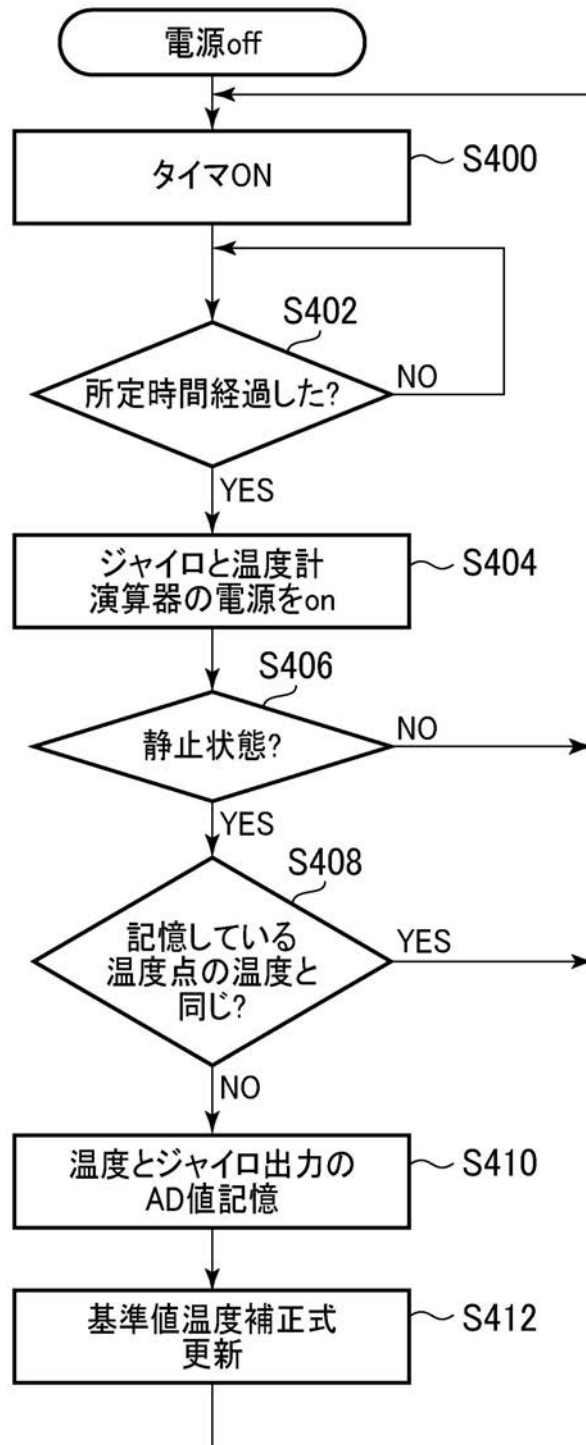 電源off
タイマON
S400
S402
所定時間経過した?
NO
YES
ジャイロと温度計
演算器の電源をon
S404
S406
静止状態?
NO
YES
S408
記憶している
温度点の温度と
同じ?
YES
NO
温度とジャイロ出力の
AD値記憶
S410
基準値温度補正式
更新
S412